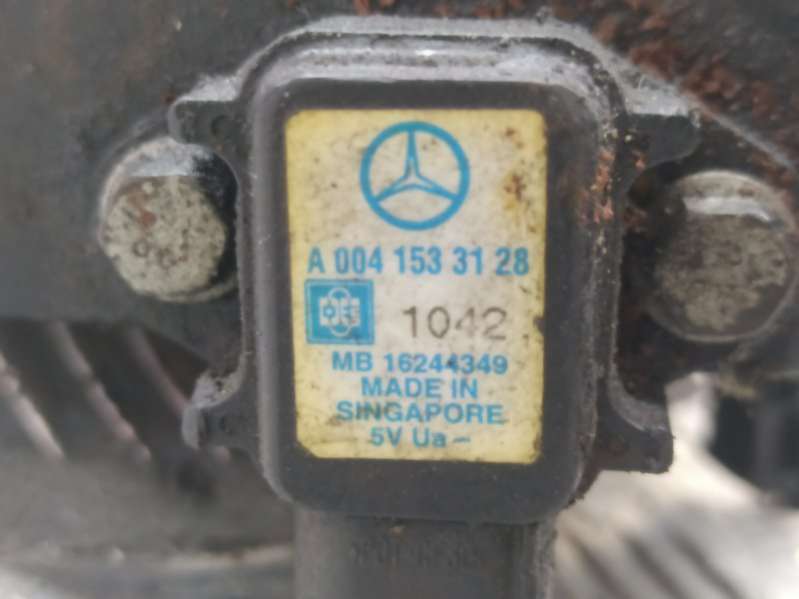 A 004 153 31 28
1042
MB 16244349
MADE IN
SINGAPORE
5V Ua~